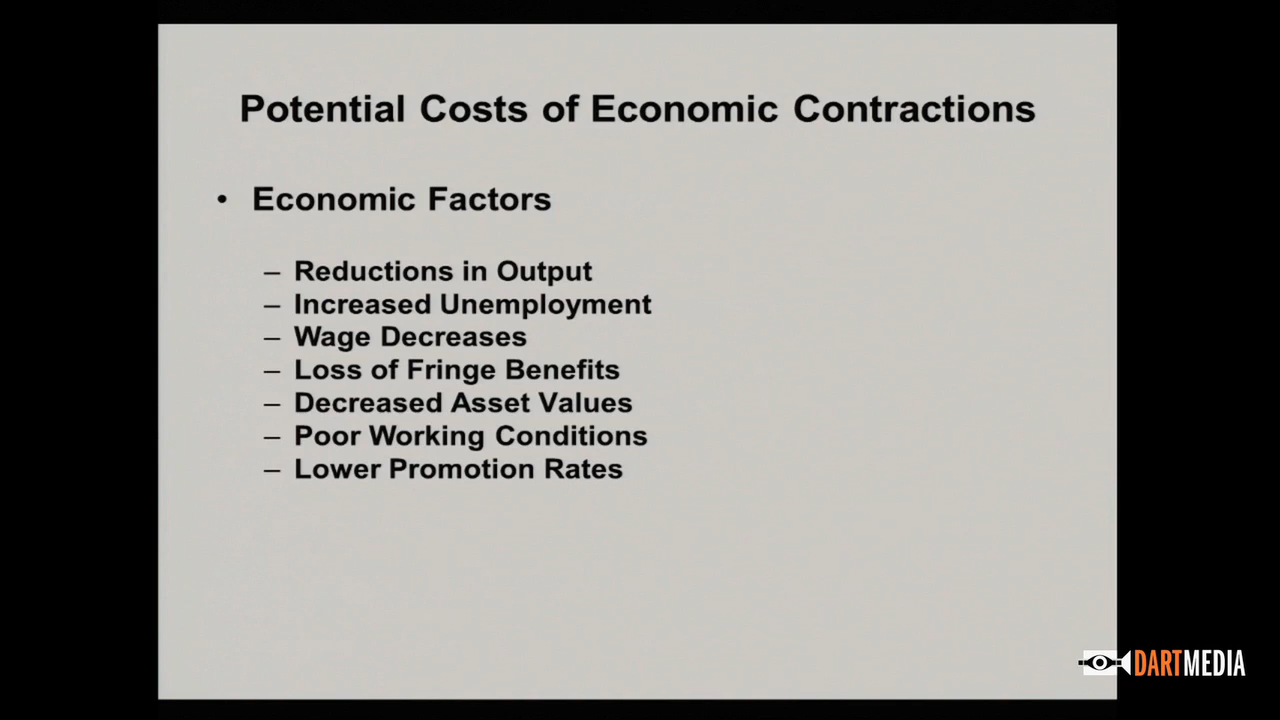 Potential Costs of Economic Contractions
• Economic Factors
– Reductions in Output
– Increased Unemployment
– Wage Decreases
– Loss of Fringe Benefits
– Decreased Asset Values
– Poor Working Conditions
– Lower Promotion Rates
DARTMEDIA